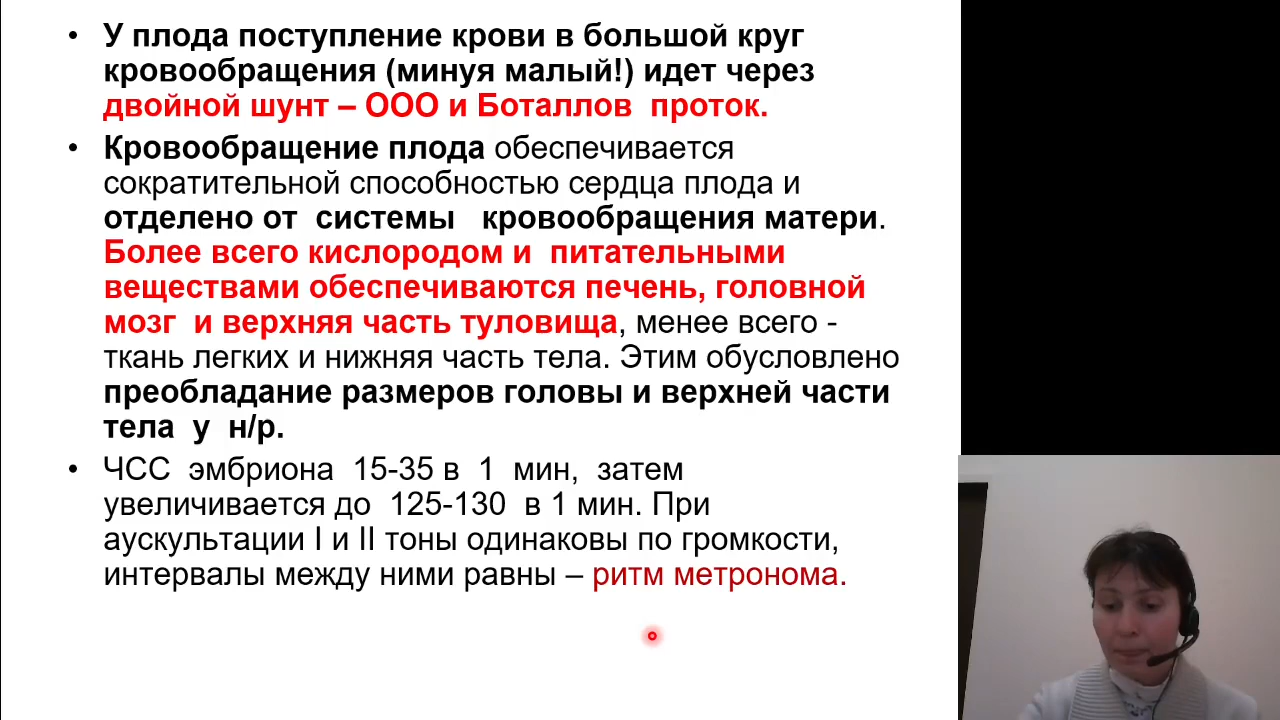 • У плода поступление крови в большой круг
кровообращения (минуя малый!) идет через
двойной шунт – ООО и Боталлов проток.
• Кровообращение плода обеспечивается
сократительной способностью сердца плода и
отделено от системы кровообращения матери.
Более всего кислородом и питательными
веществами обеспечиваются печень, головной
мозг и верхняя часть туловища, менее всего -
ткань легких и нижняя часть тела. Этим обусловлено
преобладание размеров головы и верхней части
тела у н/р.
• ЧСС эмбриона 15-35 в 1 мин, затем
увеличивается до 125-130 в 1 мин. При
аускультации I и II тоны одинаковы по громкости,
интервалы между ними равны – ритм метронома.